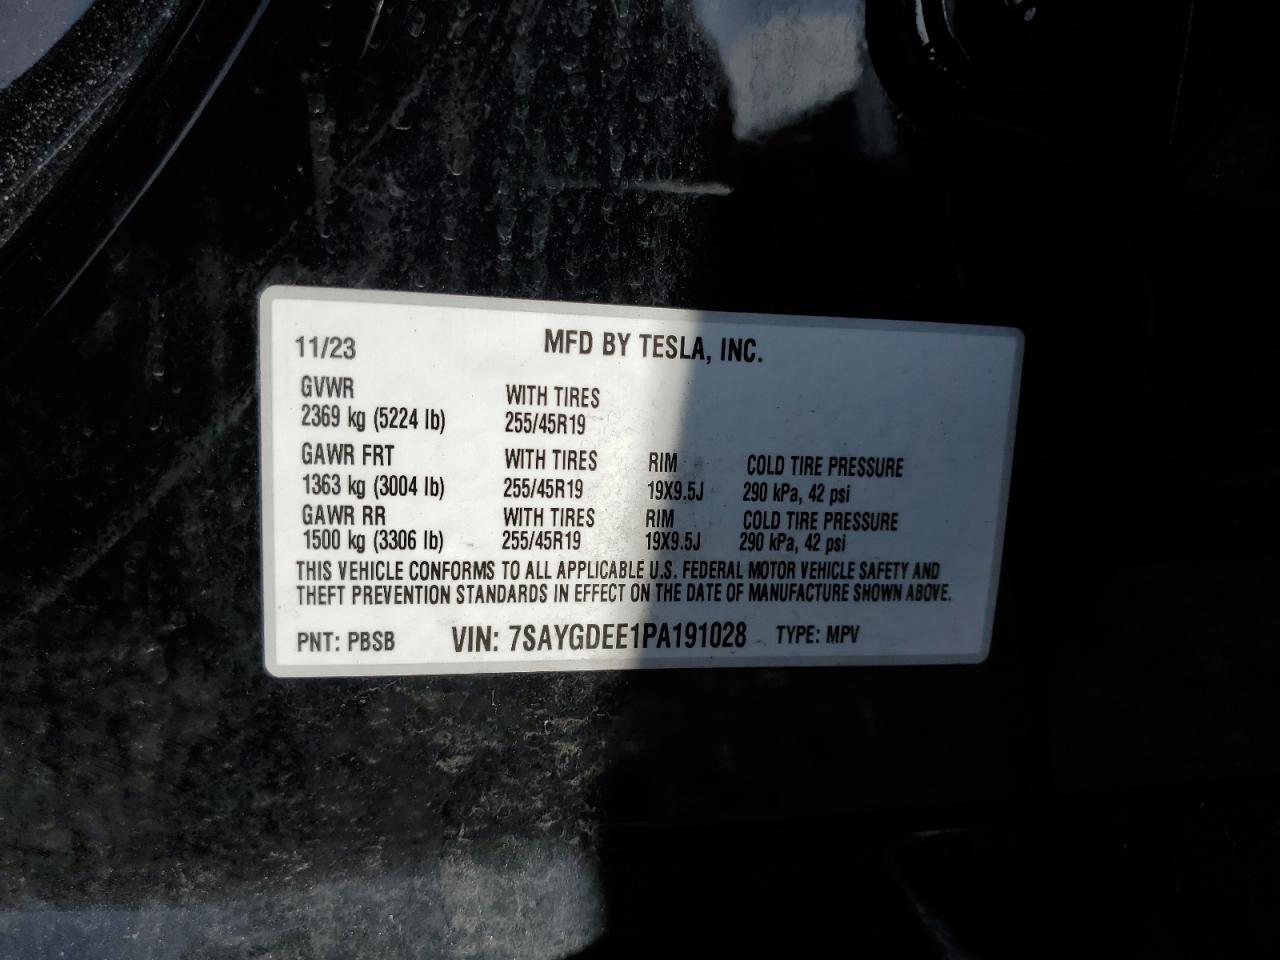 11/23 MFD BY TESLA, INC.
GVWR WITH TIRES
2369 kg (5224 lb) 255/45R19
GAWR FRT WITH TIRES RIM COLD TIRE PRESSURE
1363 kg (3004 lb) 255/45R19 19X9.5J 290 kPa, 42 psi
GAWR RR WITH TIRES RIM COLD TIRE PRESSURE
1500 kg (3306 lb) 255/45R19 19X9.5J 290 kPa, 42 psi
THIS VEHICLE CONFORMS TO ALL APPLICABLE U.S. FEDERAL MOTOR VEHICLE SAFETY AND
THEFT PREVENTION STANDARDS IN EFFECT ON THE DATE OF MANUFACTURE SHOWN ABOVE.
PNT: PBSB VIN: 7SAYGDEE1PA191028 TYPE: MPV